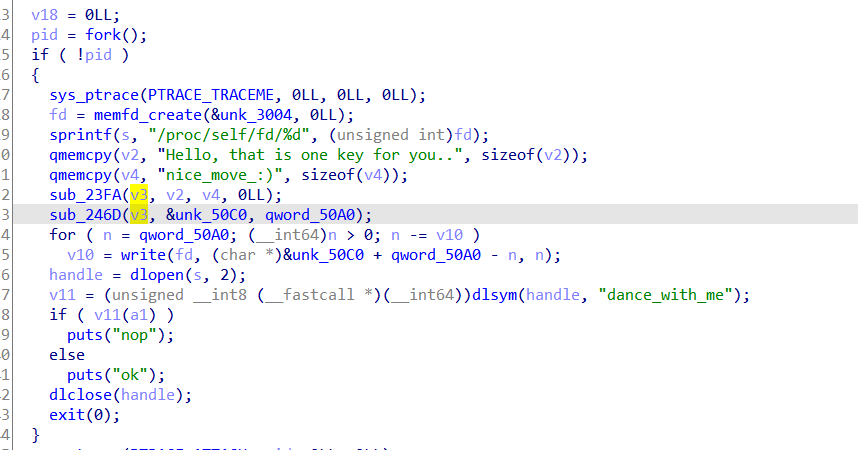 3 v18 = 0LL;
4 pid = fork();
5 if ( !pid )
6 {
7 sys_ptrace(PTRACE_TRACEME, 0LL, 0LL, 0LL);
8 fd = memfd_create(&unk_3004, 0LL);
9 sprintf(s, "/proc/self/fd/%d", (unsigned int)fd);
0 qmemcpy(v2, "Hello, that is one key for you..", sizeof(v2));
1 qmemcpy(v4, "nice_move_:)", sizeof(v4));
2 sub_23FA(v3, v2, v4, 0LL);
3 sub_246D(v3, &unk_50C0, qword_50A0);
4 for ( n = qword_50A0; (__int64)n > 0; n -= v10 )
5 v10 = write(fd, (char *)&unk_50C0 + qword_50A0 - n, n);
6 handle = dlopen(s, 2);
7 v11 = (unsigned __int8 (__fastcall *)(__int64))dlsym(handle, "dance_with_me");
8 if ( v11(a1) )
9 puts("nop");
0 else
1 puts("ok");
2 dlclose(handle);
3 exit(0);
4 }